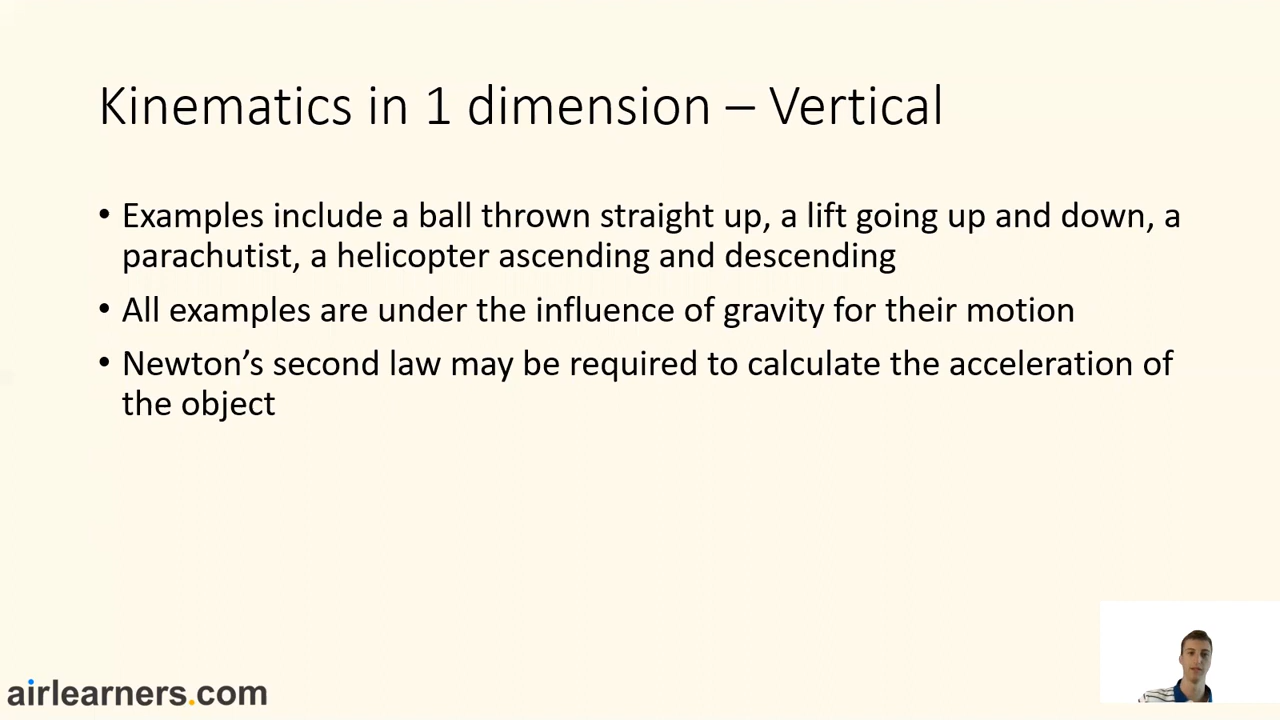 Kinematics in 1 dimension – Vertical
• Examples include a ball thrown straight up, a lift going up and down, a
parachutist, a helicopter ascending and descending
• All examples are under the influence of gravity for their motion
• Newton’s second law may be required to calculate the acceleration of
the object
airlearners.com